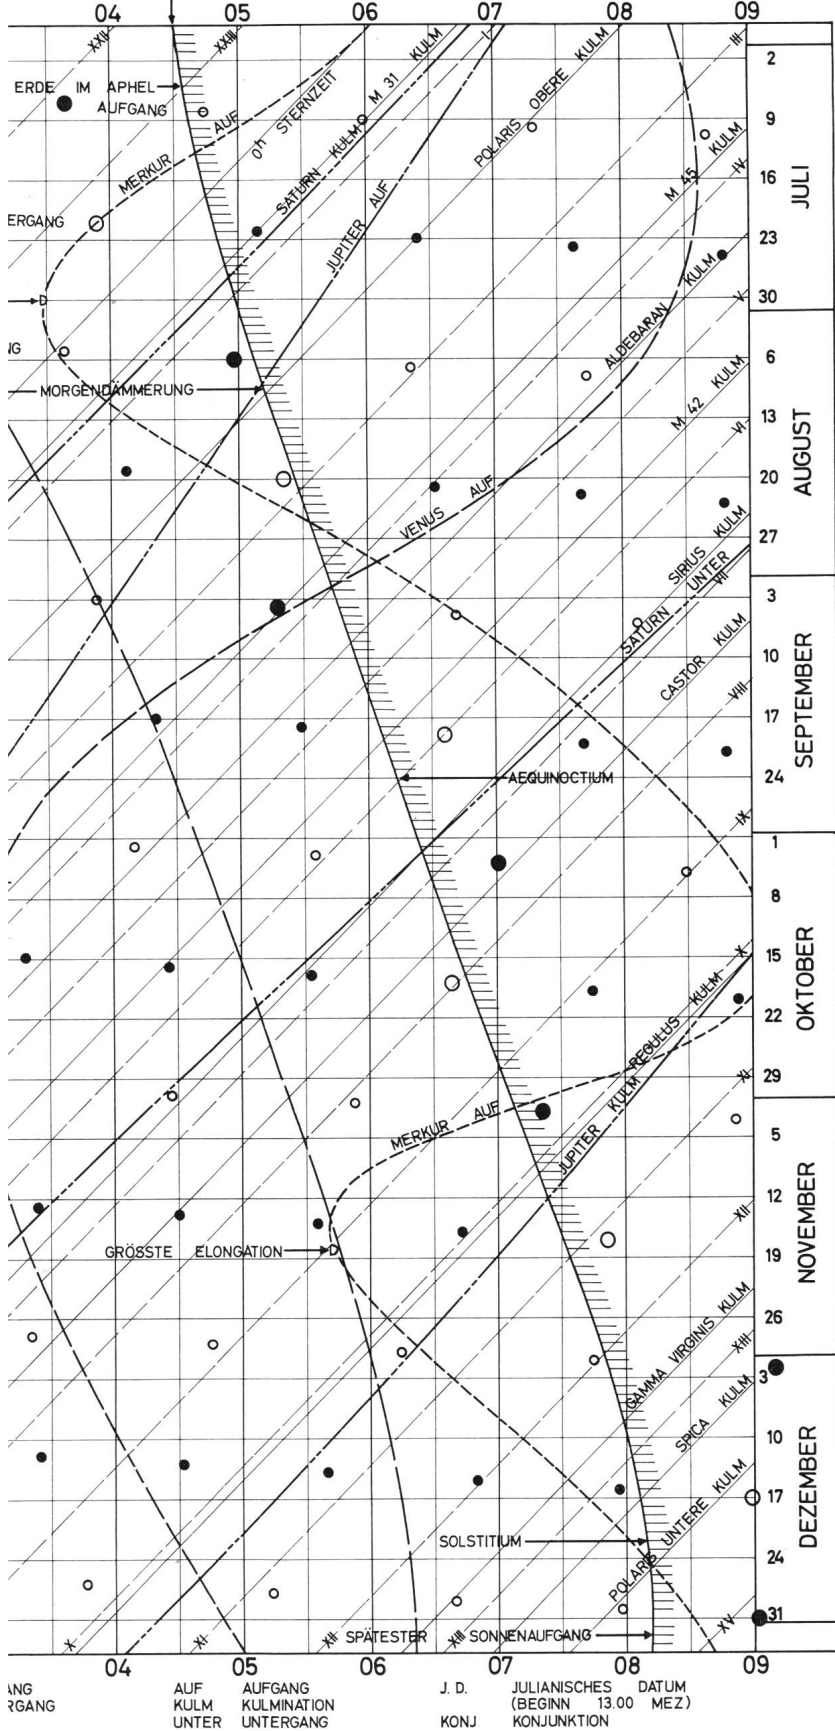 04 05 06 07 08 09
XXII XXIII I III
ERDE IM APHEL
AUFGANG
MERKUR AUF
0h STERNZEIT
SATURN KULM
M 31 KULM
JUPITER AUF
POLARIS OBERE KULM
M 45 KULM
IV
2
9
16
23
30
JULI
ERGANG
D
NG
MORGENDÄMMERUNG
ALDEBARAN KULM
V
M 42 KULM
VI
6
13
20
27
AUGUST
VENUS AUF
SIRIUS KULM
SATURN UNTER
VII
CASTOR KULM
VIII
3
10
17
24
SEPTEMBER
AEQUINOCTIUM
IX
1
8
15
22
29
OKTOBER
X
REGULUS KULM
XI
MERKUR AUF
JUPITER KULM
5
12
19
26
NOVEMBER
XII
GRÖSSTE ELONGATION D
GAMMA VIRGINIS KULM
XIII
SPICA KULM
3
10
17
24
31
DEZEMBER
SOLSTITIUM
POLARIS UNTERE KULM
XV
X XI XII SPÄTESTER XIII SONNENAUFGANG
04 05 06 07 08 09
ANG AUF AUFGANG J. D. JULIANISCHES DATUM
RGANG KULM KULMINATION (BEGINN 13.00 MEZ)
UNTER UNTERGANG KONJ KONJUNKTION